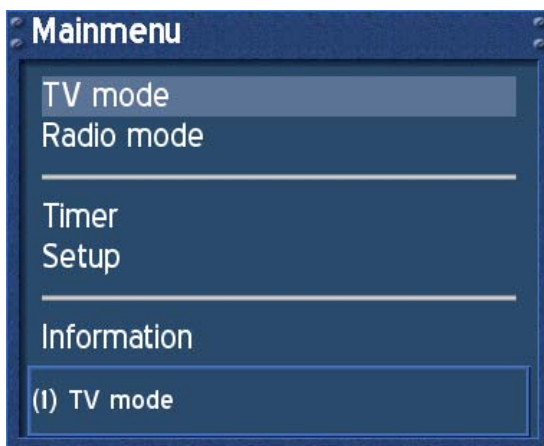 Mainmenu
TV mode
Radio mode
Timer
Setup
Information
(1) TV mode